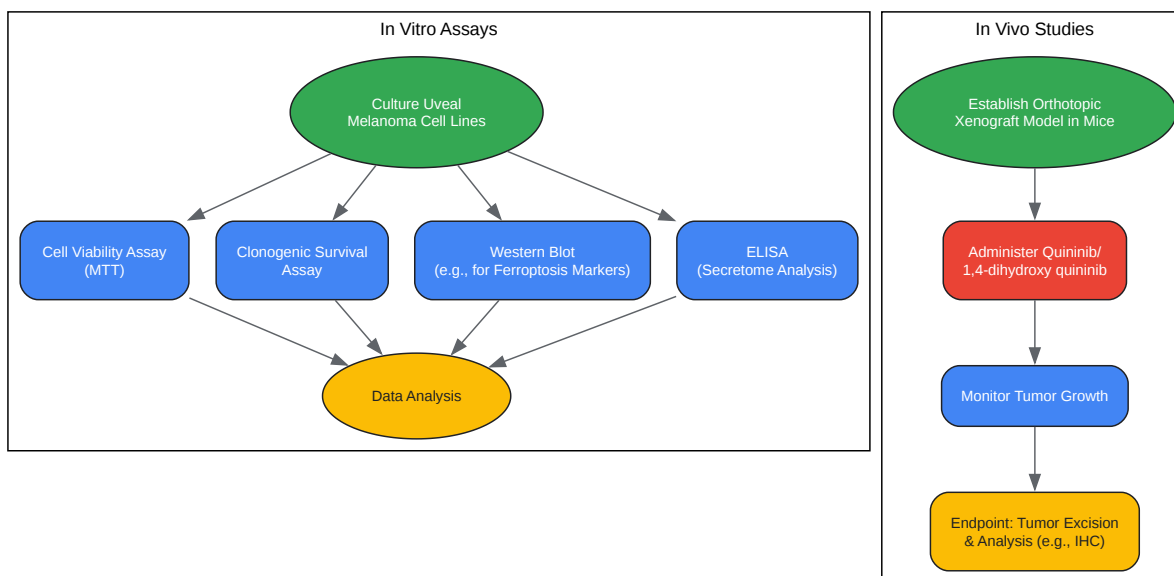 In Vitro Assays
Culture Uveal
Melanoma Cell Lines
Cell Viability Assay
(MTT)
Clonogenic Survival
Assay
Western Blot
(e.g., for Ferroptosis Markers)
ELISA
(Secretome Analysis)
Data Analysis
In Vivo Studies
Establish Orthotopic
Xenograft Model in Mice
Administer Quininib/
1,4-dihydroxy quininib
Monitor Tumor Growth
Endpoint: Tumor Excision
& Analysis (e.g., IHC)